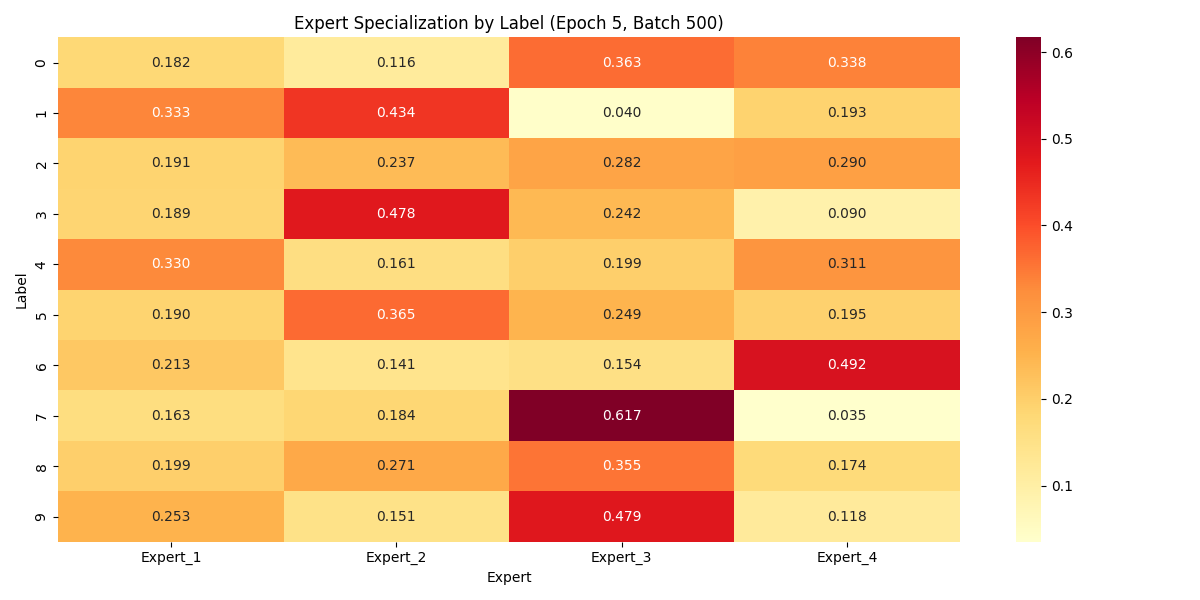 Expert Specialization by Label (Epoch 5, Batch 500)
Label
0 0.182 0.116 0.363 0.338
1 0.333 0.434 0.040 0.193
2 0.191 0.237 0.282 0.290
3 0.189 0.478 0.242 0.090
4 0.330 0.161 0.199 0.311
5 0.190 0.365 0.249 0.195
6 0.213 0.141 0.154 0.492
7 0.163 0.184 0.617 0.035
8 0.199 0.271 0.355 0.174
9 0.253 0.151 0.479 0.118
Expert_1 Expert_2 Expert_3 Expert_4
Expert
0.6
0.5
0.4
0.3
0.2
0.1